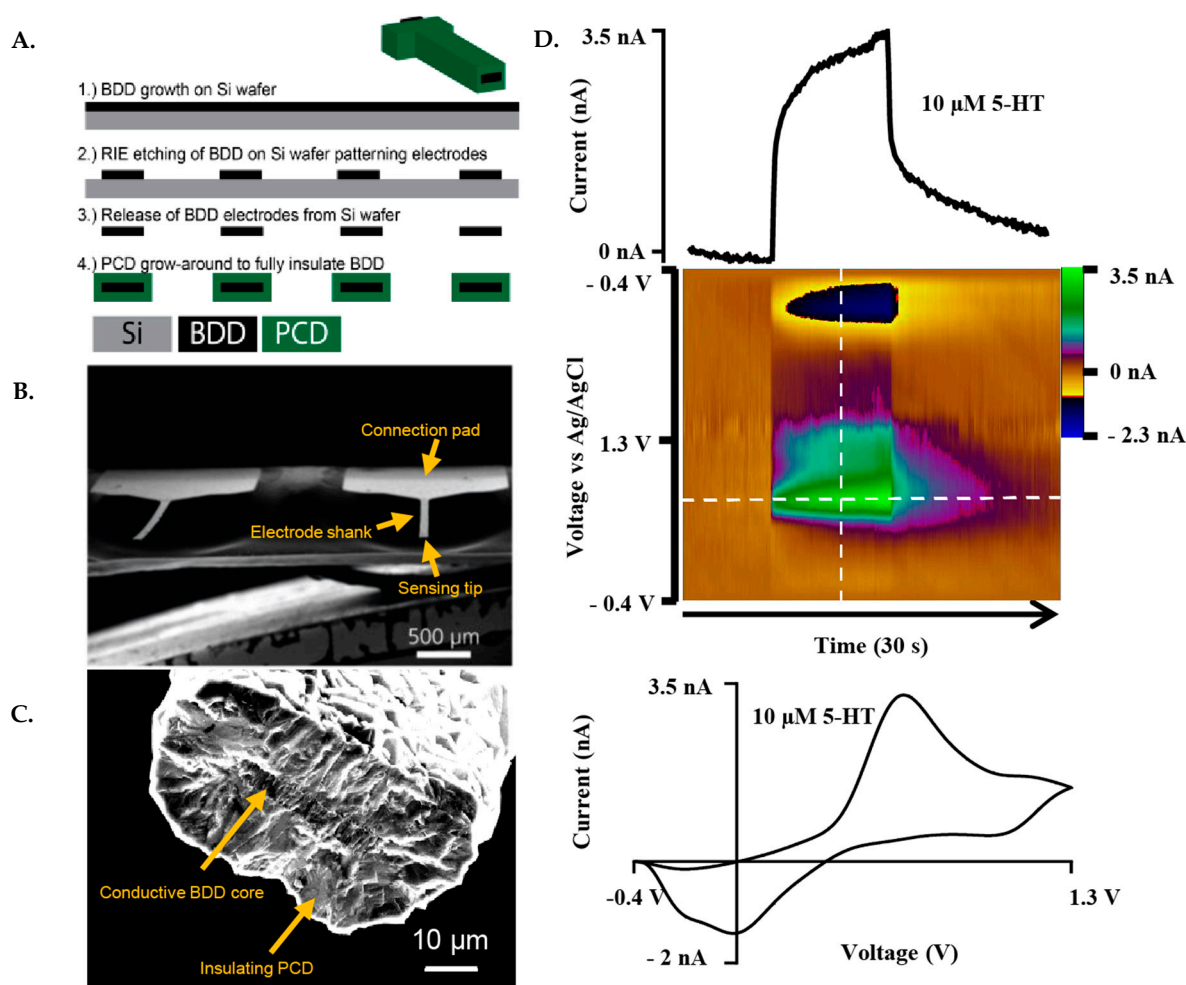 A.
1.) BDD growth on Si wafer
2.) RIE etching of BDD on Si wafer patterning electrodes
3.) Release of BDD electrodes from Si wafer
4.) PCD grow-around to fully insulate BDD
Si BDD PCD
B.
Connection pad
Electrode shank
Sensing tip
500 µm
C.
Conductive BDD core
Insulating PCD
10 µm
D.
3.5 nA
Current (nA)
0 nA
10 µM 5-HT
- 0.4 V
1.3 V
- 0.4 V
Voltage vs Ag/AgCl
3.5 nA
0 nA
- 2.3 nA
Time (30 s)
3.5 nA
10 µM 5-HT
Current (nA)
-0.4 V
1.3 V
- 2 nA
Voltage (V)